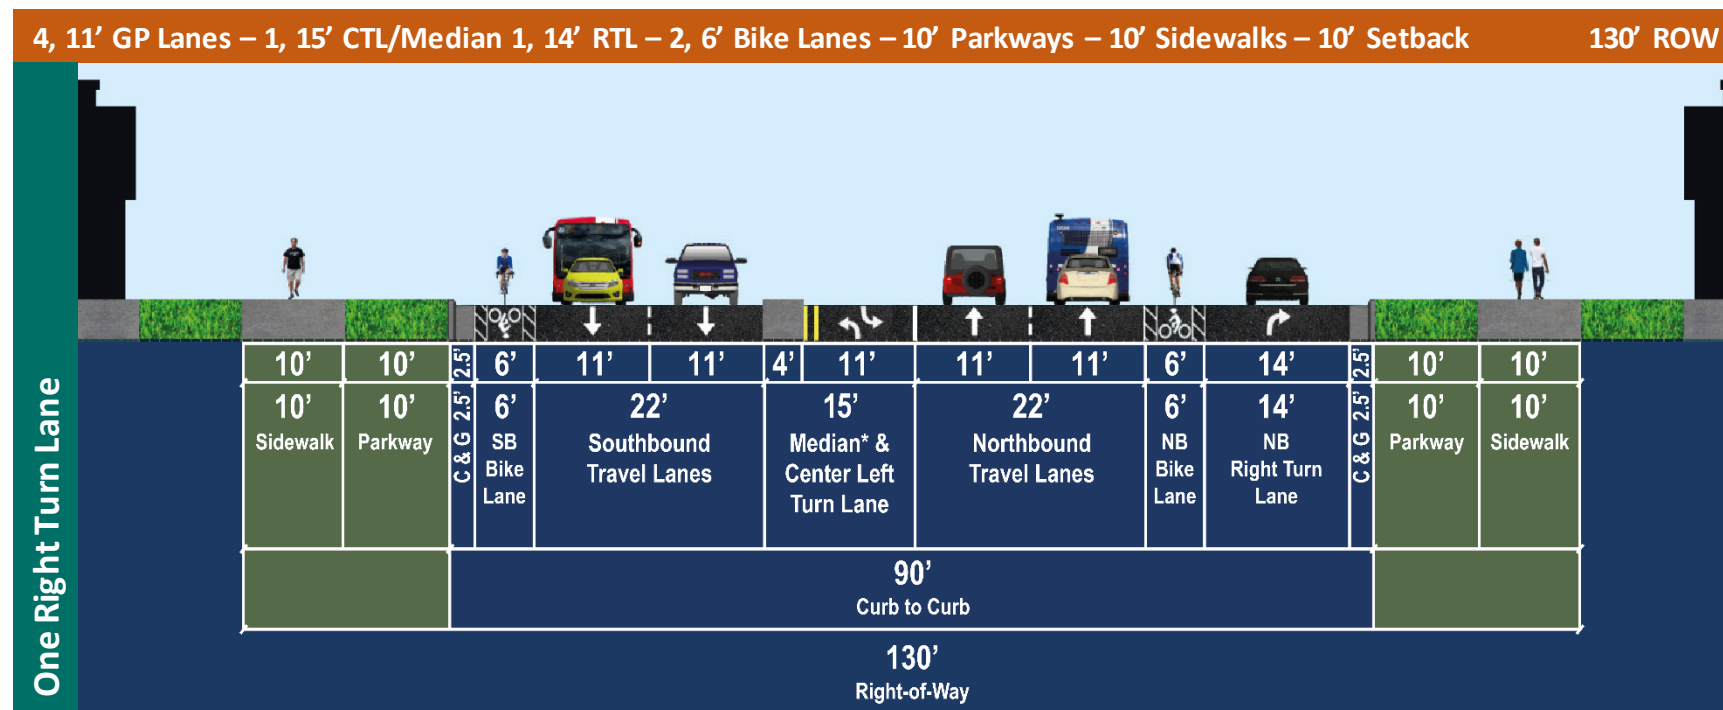 4, 11’ GP Lanes – 1, 15’ CTL/Median 1, 14’ RTL – 2, 6’ Bike Lanes – 10’ Parkways – 10’ Sidewalks – 10’ Setback 130’ ROW
One Right Turn Lane
10’ 10’ 2.5’ 6’ 11’ 11’ 4’ 11’ 11’ 11’ 6’ 14’ 2.5’ 10’ 10’
10’
Sidewalk
10’
Parkway
C & G 2.5’
6’
SB
Bike
Lane
22’
Southbound
Travel Lanes
15’
Median* &
Center Left
Turn Lane
22’
Northbound
Travel Lanes
6’
NB
Bike
Lane
14’
NB
Right Turn
Lane
C & G 2.5’
10’
Parkway
10’
Sidewalk
90’
Curb to Curb
130’
Right-of-Way